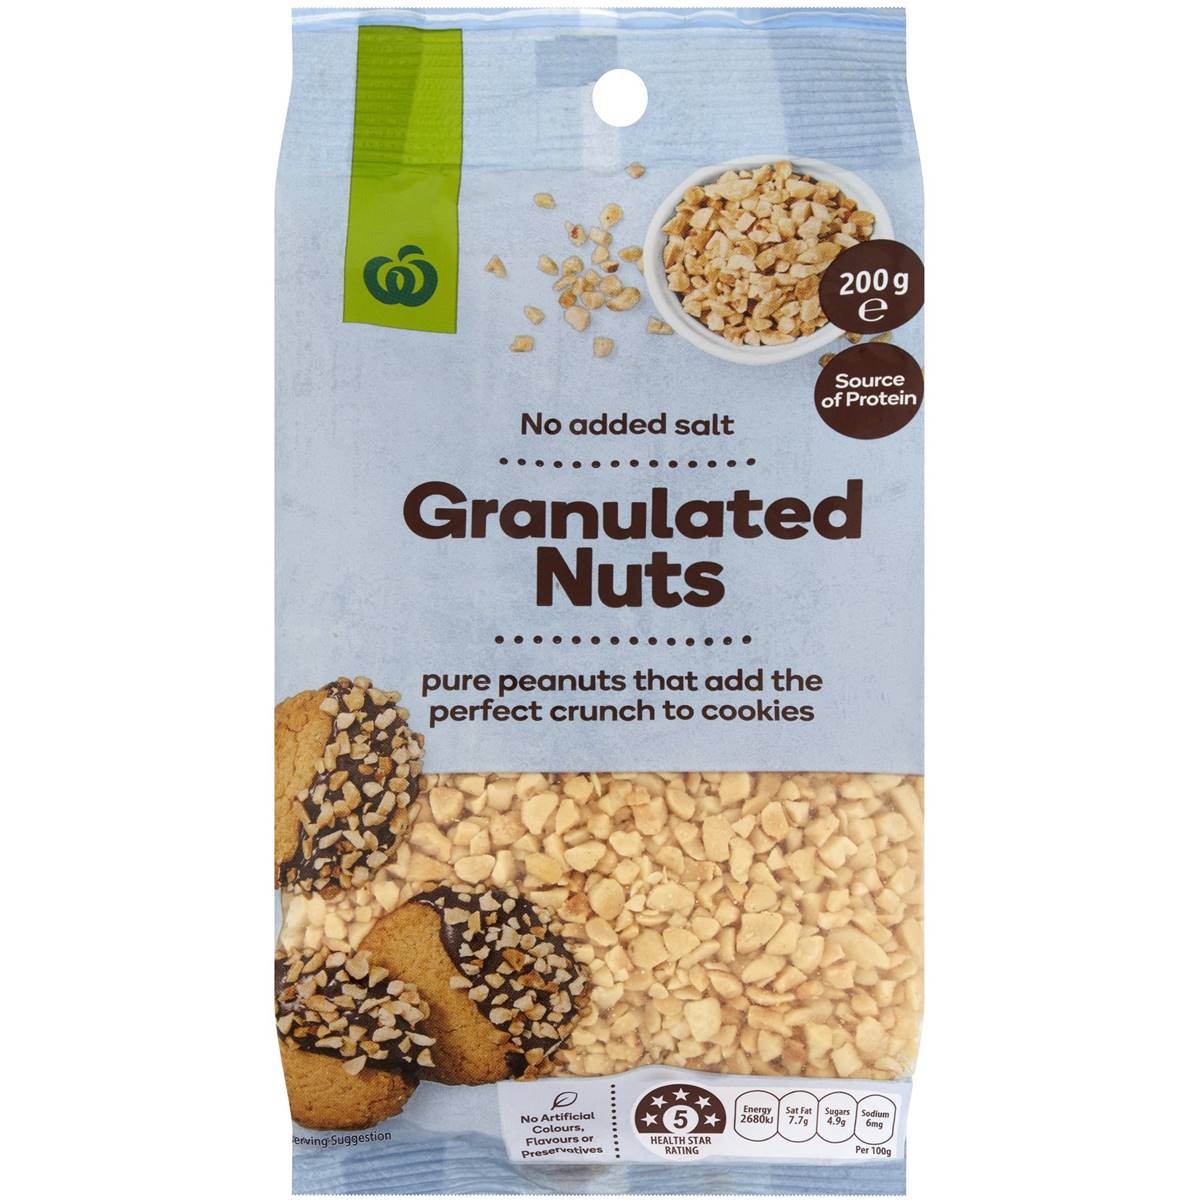 200 g
e
Source
of Protein
No added salt
Granulated
Nuts
pure peanuts that add the
perfect crunch to cookies
No Artificial
Colours,
Flavours or
Preservatives
5
HEALTH STAR
RATING
Energy
2680kJ
Sat Fat
7.7g
Sugars
4.9g
Sodium
6mg
Per 100g
erving Suggestion